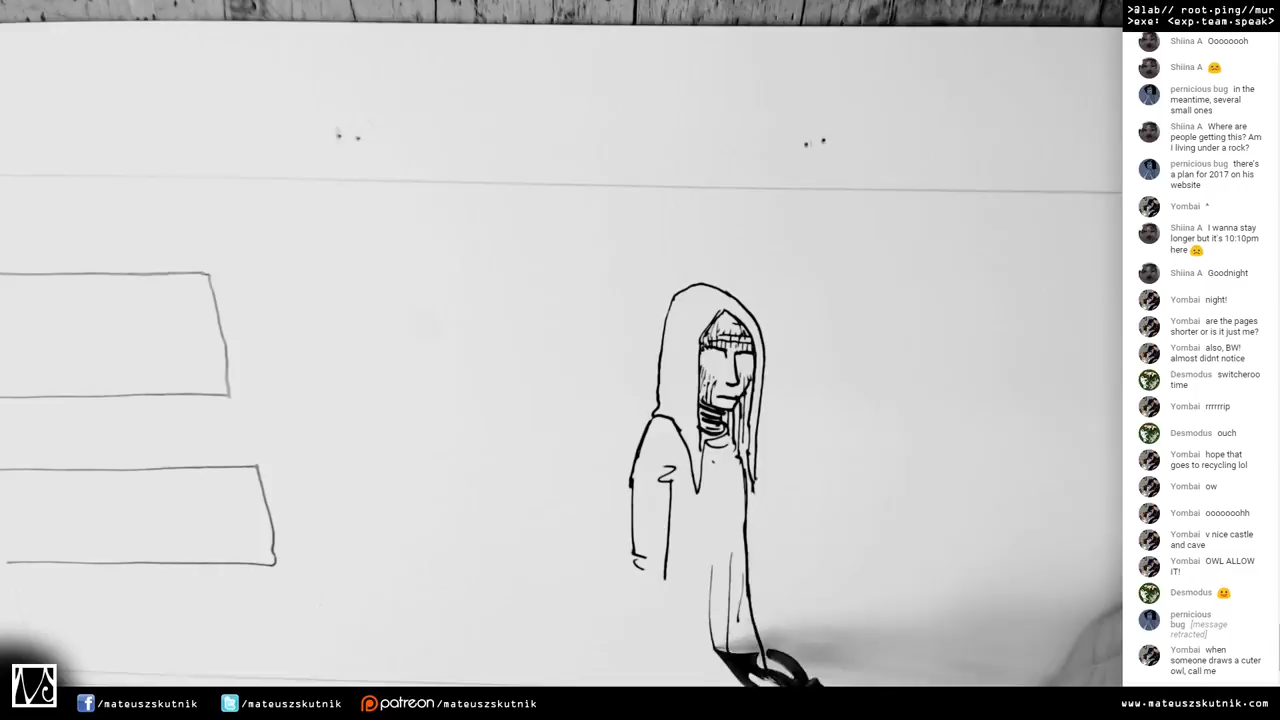 >@lab// root.ping//mur
>exe: <exp.team.speak>
Shiina A Oooooooh
Shiina A
pernicious bug in the
meantime, several
small ones
Shiina A Where are
people getting this? Am
I living under a rock?
pernicious bug there's
a plan for 2017 on his
website
Yombai ^
Shiina A I wanna stay
longer but it's 10:10pm
here
Shiina A Goodnight
Yombai night!
Yombai are the pages
shorter or is it just me?
Yombai also, BW!
almost didnt notice
Desmodus switcheroo
time
Yombai rrrrrrip
Desmodus ouch
Yombai hope that
goes to recycling lol
Yombai ow
Yombai ooooooohh
Yombai v nice castle
and cave
Yombai OWL ALLOW
IT!
Desmodus
pernicious
bug [message
retracted]
Yombai when
someone draws a cuter
owl, call me
/mateuszskutnik /mateuszskutnik patreon/mateuszskutnik www.mateuszskutnik.com